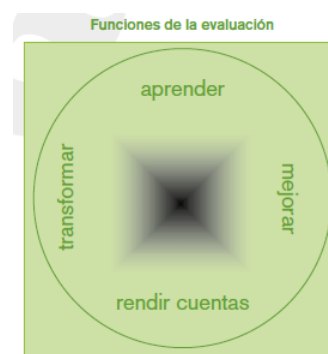 Funciones de la evaluación
aprender
transformar
mejorar
rendir cuentas